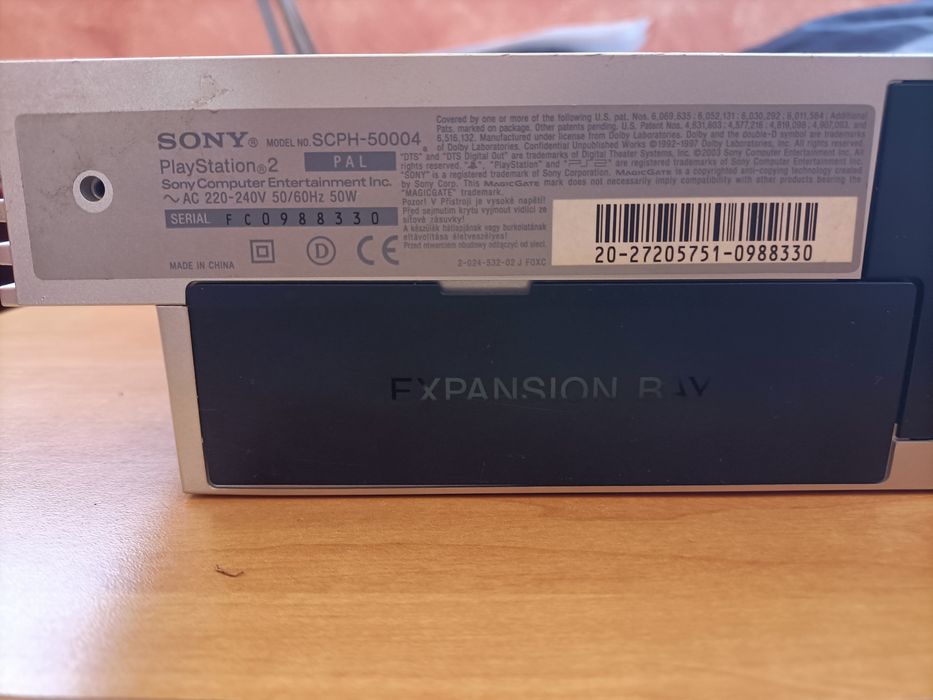 SONY® MODEL NO. SCPH-50004
PlayStation®2 PAL
Sony Computer Entertainment Inc.
~ AC 220-240V 50/60Hz 50W
SERIAL FC0988330
D CE
MADE IN CHINA
Covered by one or more of the following U.S. pat. Nos. 6,069,635 : 6,052,131 : 6,030,292 : 6,011,564 : Additional
Pats. marked on package. Other patents pending. U.S. Patent Nos. 4,631,603 ; 4,577,216 ; 4,819,098 ; 4,907,093, and
6,516,132. Manufactured under license from Dolby Laboratories. Dolby and the double-D symbol are trademarks
of Dolby Laboratories. Confidential Unpublished Works ©1992-1997 Dolby Laboratories, Inc. All rights reserved.
"DTS" and "DTS Digital Out" are trademarks of Digital Theater Systems, Inc. ©2003 Sony Computer Entertainment Inc. All
rights reserved. "PlayStation" and "PS2" are registered trademarks of Sony Computer Entertainment Inc.
"SONY" is a registered trademark of Sony Corporation. MAGICGATE is a copyrighted anti-copying technology created
by Sony Corp. This MAGICGATE mark does not necessarily imply compatibility with other products bearing the
"MAGICGATE" trademark.
Pozor! V Přístroji je vysoké napětí!
Před sejmutím krytu vyjmout vidlici ze
síťové zásuvky!
A készülék hátlapjának vagy burkolatának
eltávolítása életveszélyes!
Przed otwarciem obudowy odłączyć od sieci.
2-024-532-02 J FOXC
20-27205751-0988330
EXPANSION BAY